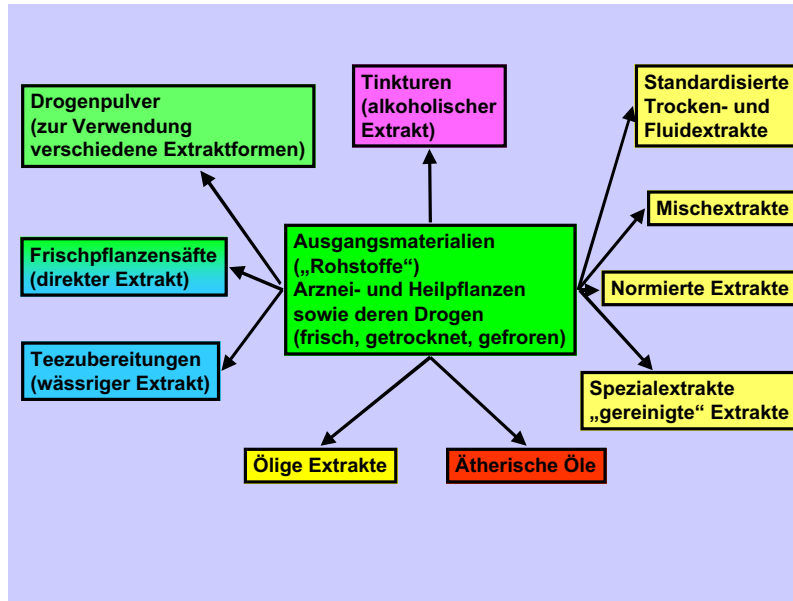 Drogenpulver
(zur Verwendung
verschiedene Extraktformen)
Tinkturen
(alkoholischer
Extrakt)
Standardisierte
Trocken- und
Fluidextrakte
Mischextrakte
Frischpflanzensäfte
(direkter Extrakt)
Ausgangsmaterialien
(„Rohstoffe“)
Arznei- und Heilpflanzen
sowie deren Drogen
(frisch, getrocknet, gefroren)
Normierte Extrakte
Teezubereitungen
(wässriger Extrakt)
Spezialextrakte
„gereinigte“ Extrakte
Ölige Extrakte
Ätherische Öle